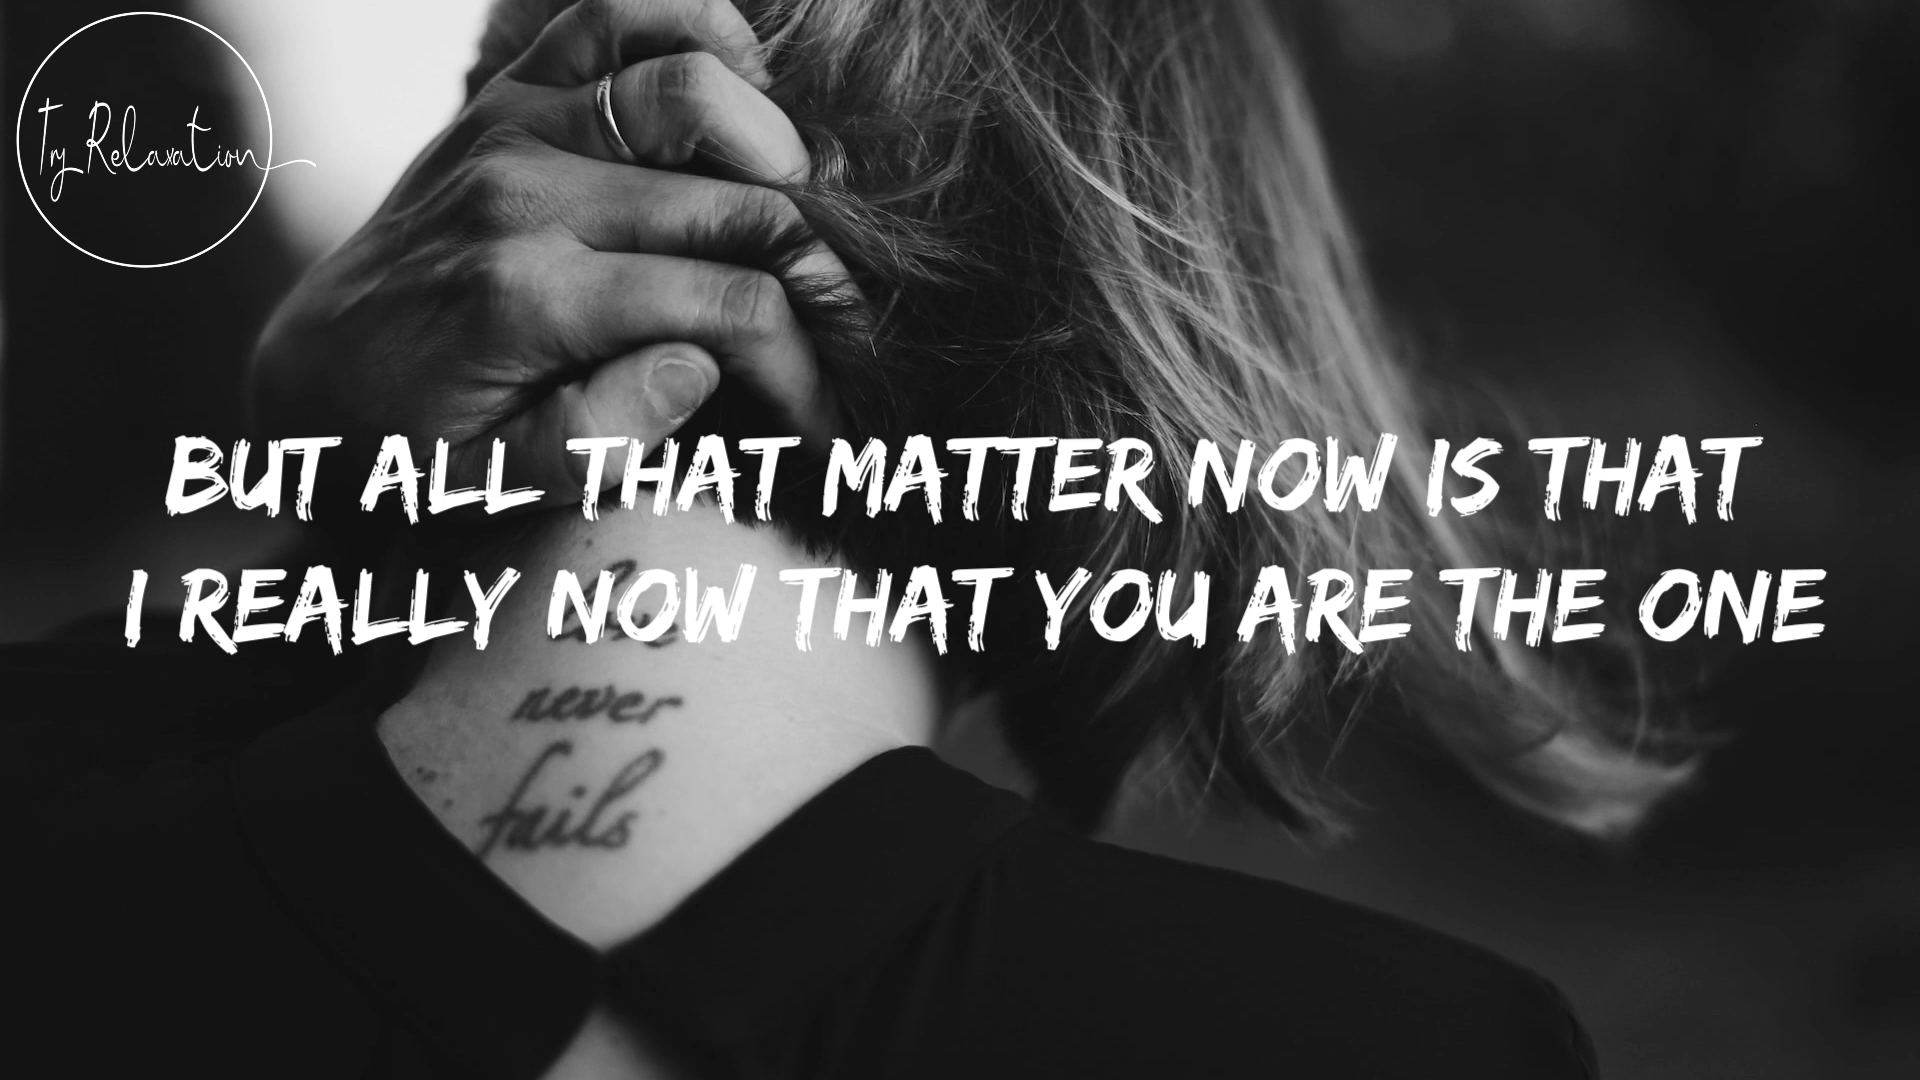 Try Relaxation
BUT ALL THAT MATTER NOW IS THAT
I REALLY NOW THAT YOU ARE THE ONE
never
fails